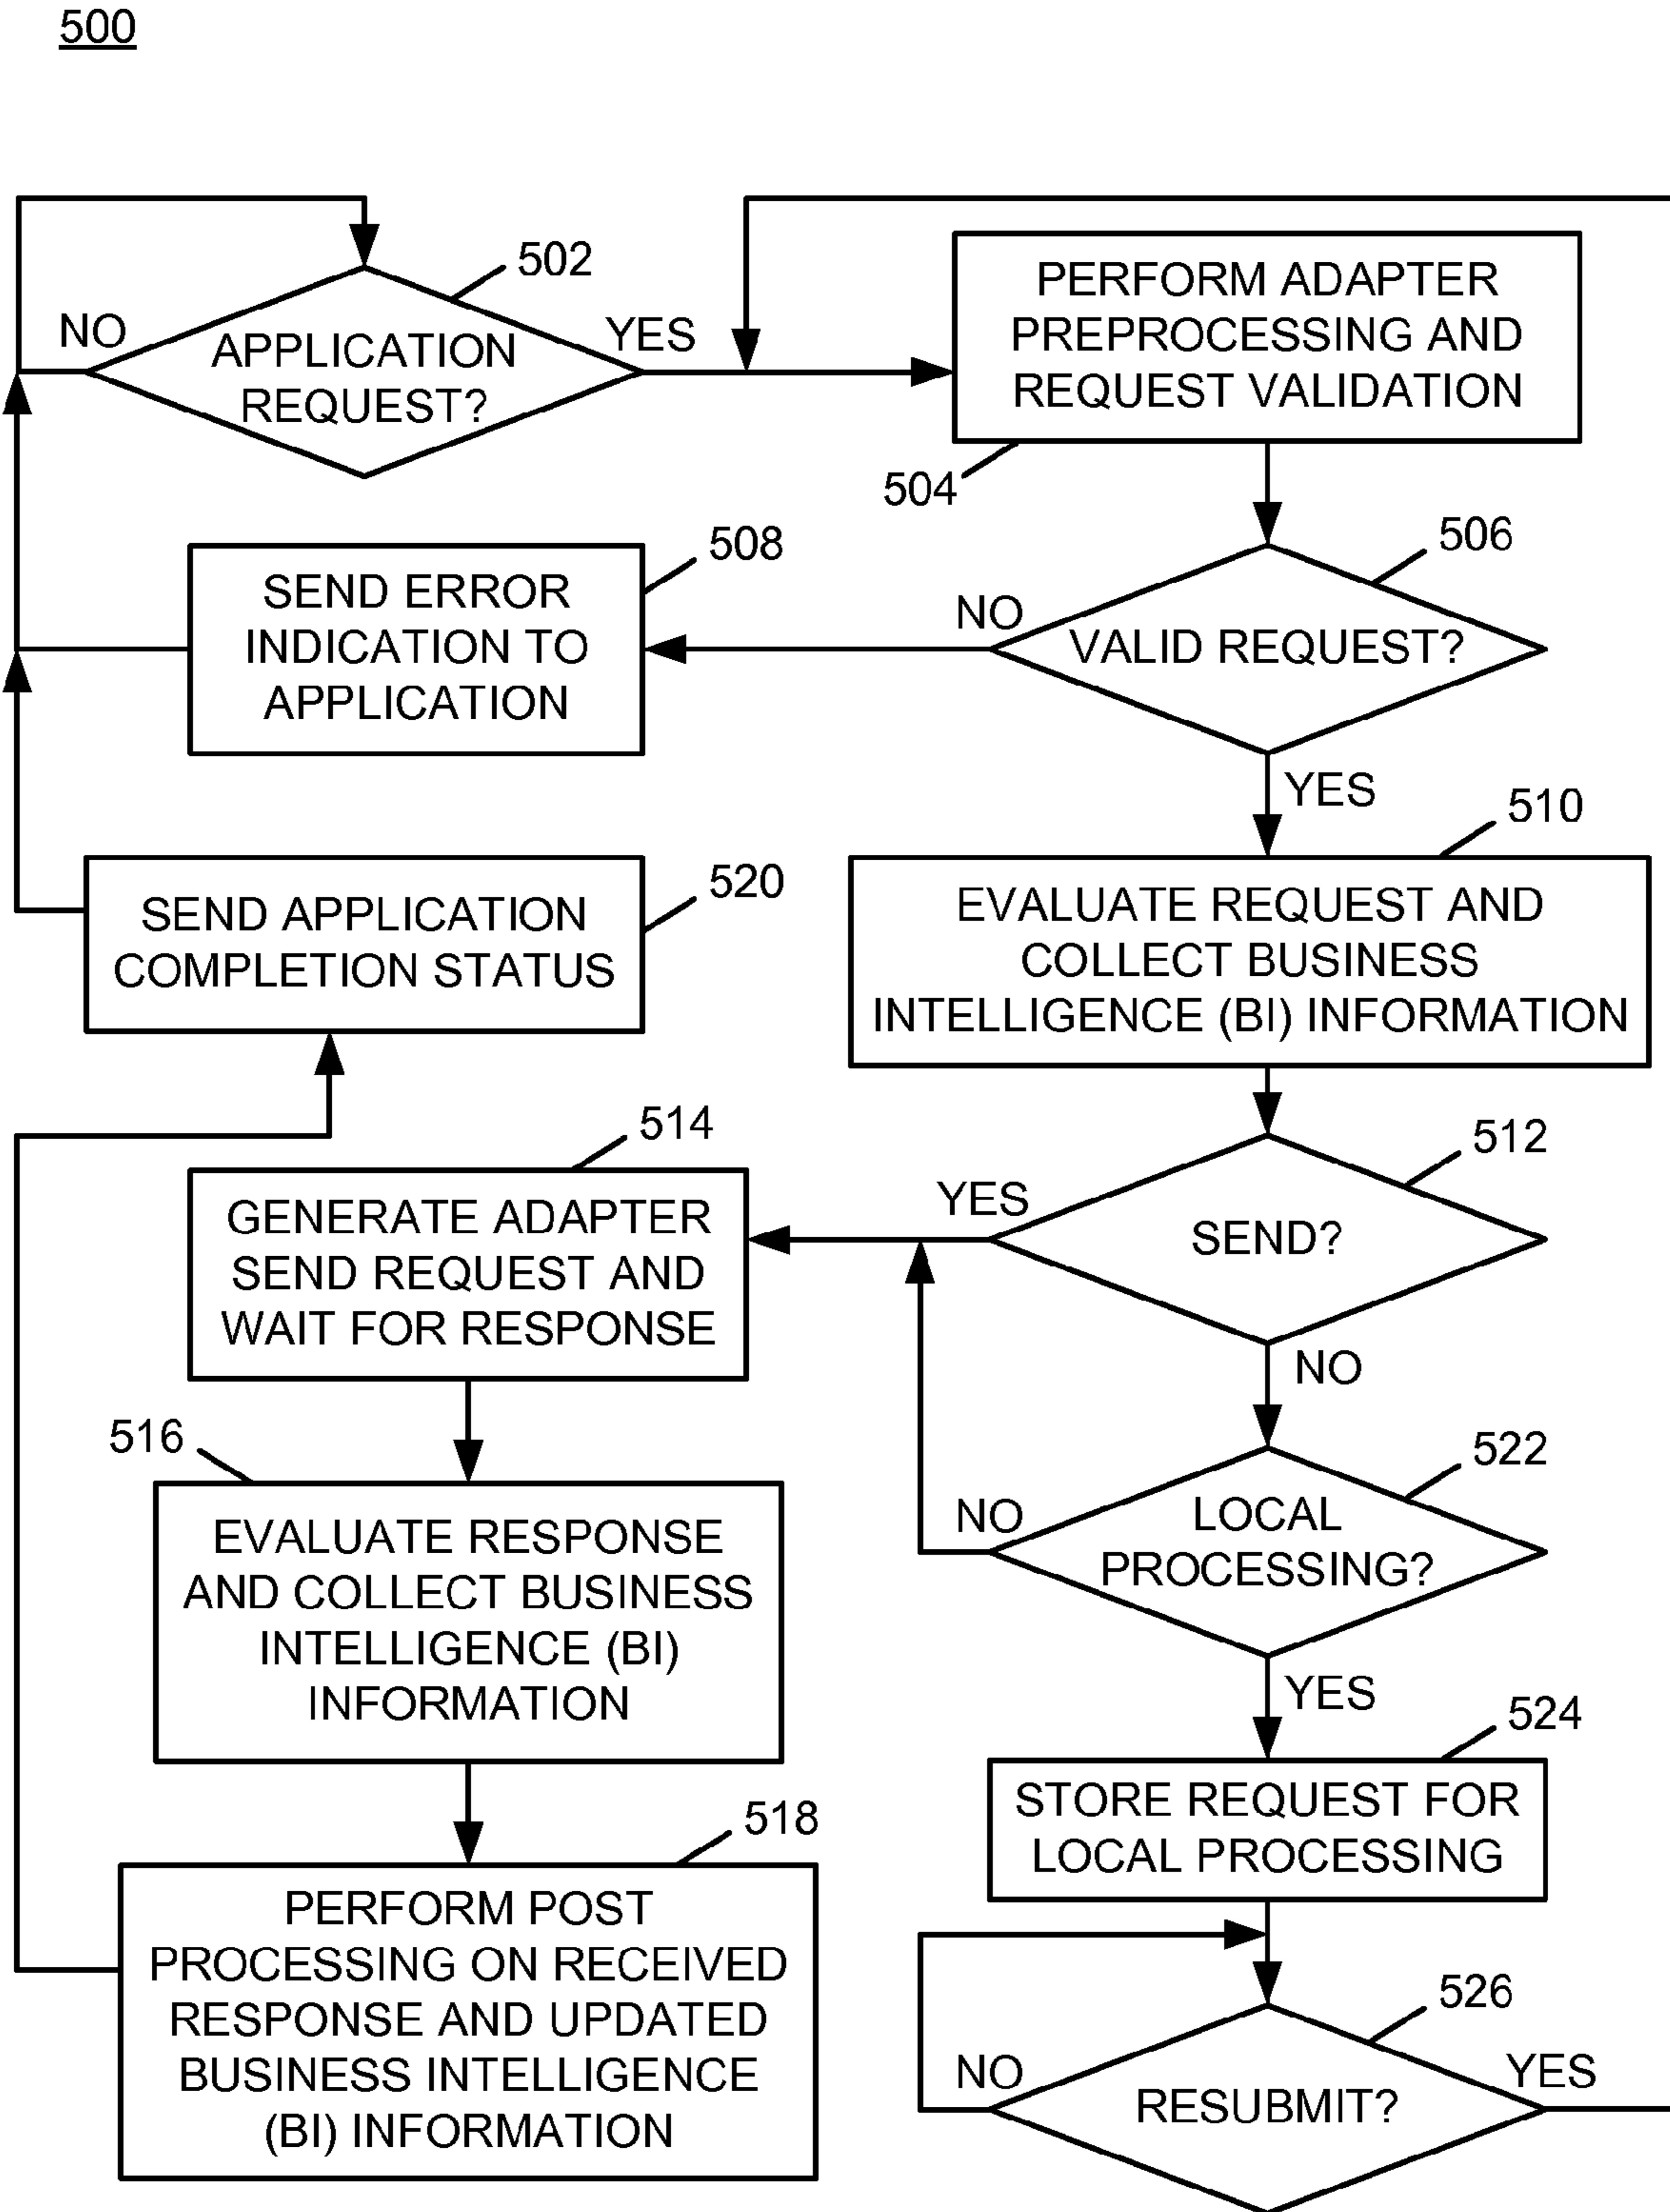 500
502
NO
YES
APPLICATION
REQUEST?
PERFORM ADAPTER
PREPROCESSING AND
REQUEST VALIDATION
504
506
NO
VALID REQUEST?
YES
508
SEND ERROR
INDICATION TO
APPLICATION
510
EVALUATE REQUEST AND
COLLECT BUSINESS
INTELLIGENCE (BI) INFORMATION
520
SEND APPLICATION
COMPLETION STATUS
512
YES
SEND?
NO
514
GENERATE ADAPTER
SEND REQUEST AND
WAIT FOR RESPONSE
522
NO
LOCAL
PROCESSING?
YES
516
EVALUATE RESPONSE
AND COLLECT BUSINESS
INTELLIGENCE (BI)
INFORMATION
524
STORE REQUEST FOR
LOCAL PROCESSING
518
PERFORM POST
PROCESSING ON RECEIVED
RESPONSE AND UPDATED
BUSINESS INTELLIGENCE
(BI) INFORMATION
526
NO
YES
RESUBMIT?